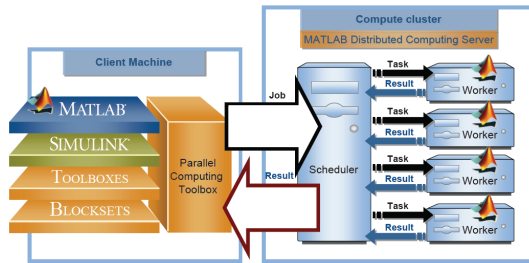 Client Machine
MATLAB®
SIMULINK®
TOOLBOXES
BLOCKSETS
Parallel
Computing
Toolbox
Job
Result
Compute cluster
MATLAB Distributed Computing Server
Scheduler
Task
Result
Worker
Task
Result
Worker
Task
Result
Worker
Task
Result
Worker